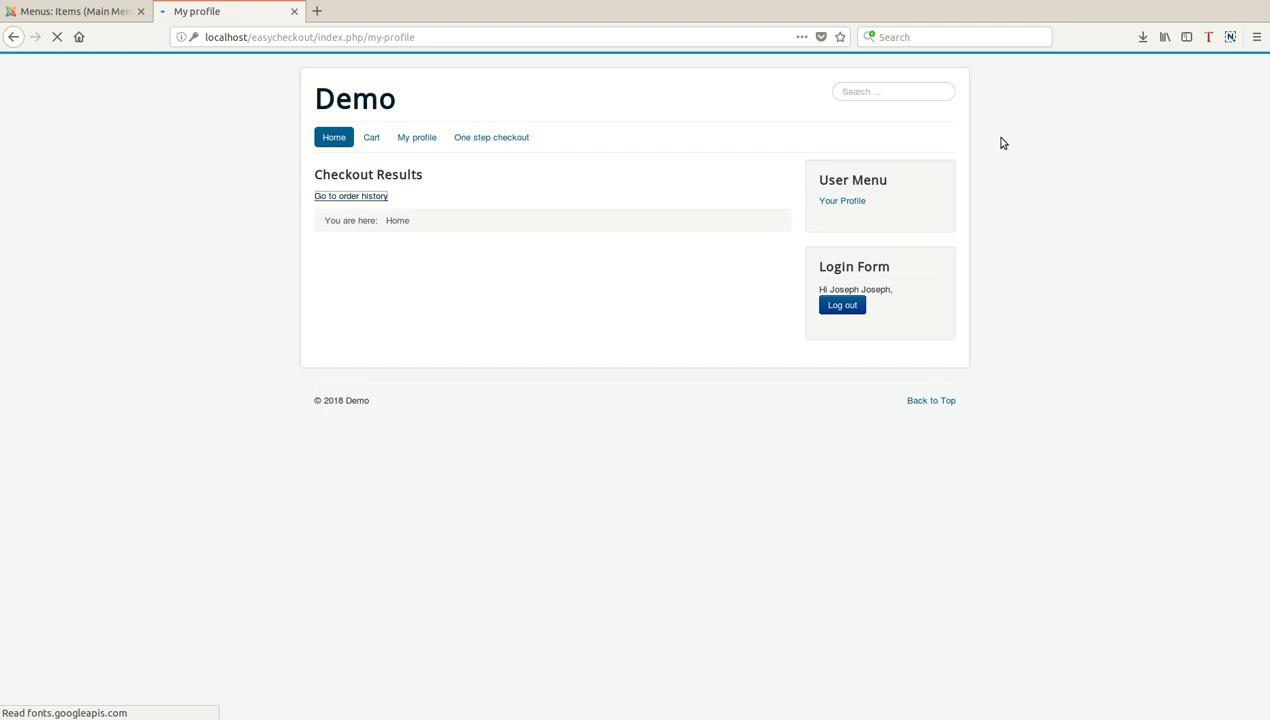 Menus: Items (Main Men
My profile
localhost/easycheckout/index.php/my-profile
Search
Demo
Search ...
Home
Cart
My profile
One step checkout
Checkout Results
Go to order history
You are here: Home
User Menu
Your Profile
Login Form
Hi Joseph Joseph,
Log out
© 2018 Demo
Back to Top
Read fonts.googleapis.com